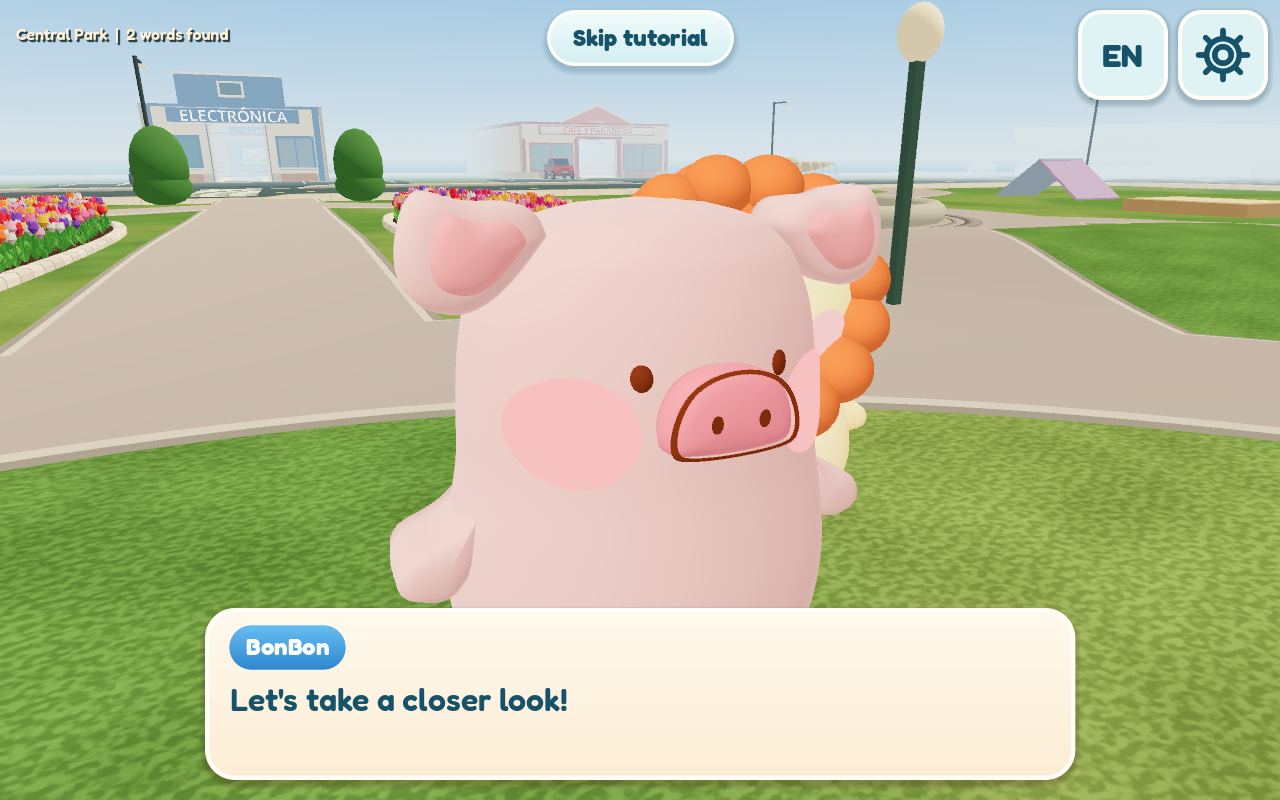 Central Park | 2 words found
Skip tutorial
EN
ELECTRÓNICA
CAFÉ Y PANADERÍA
BonBon
Let's take a closer look!